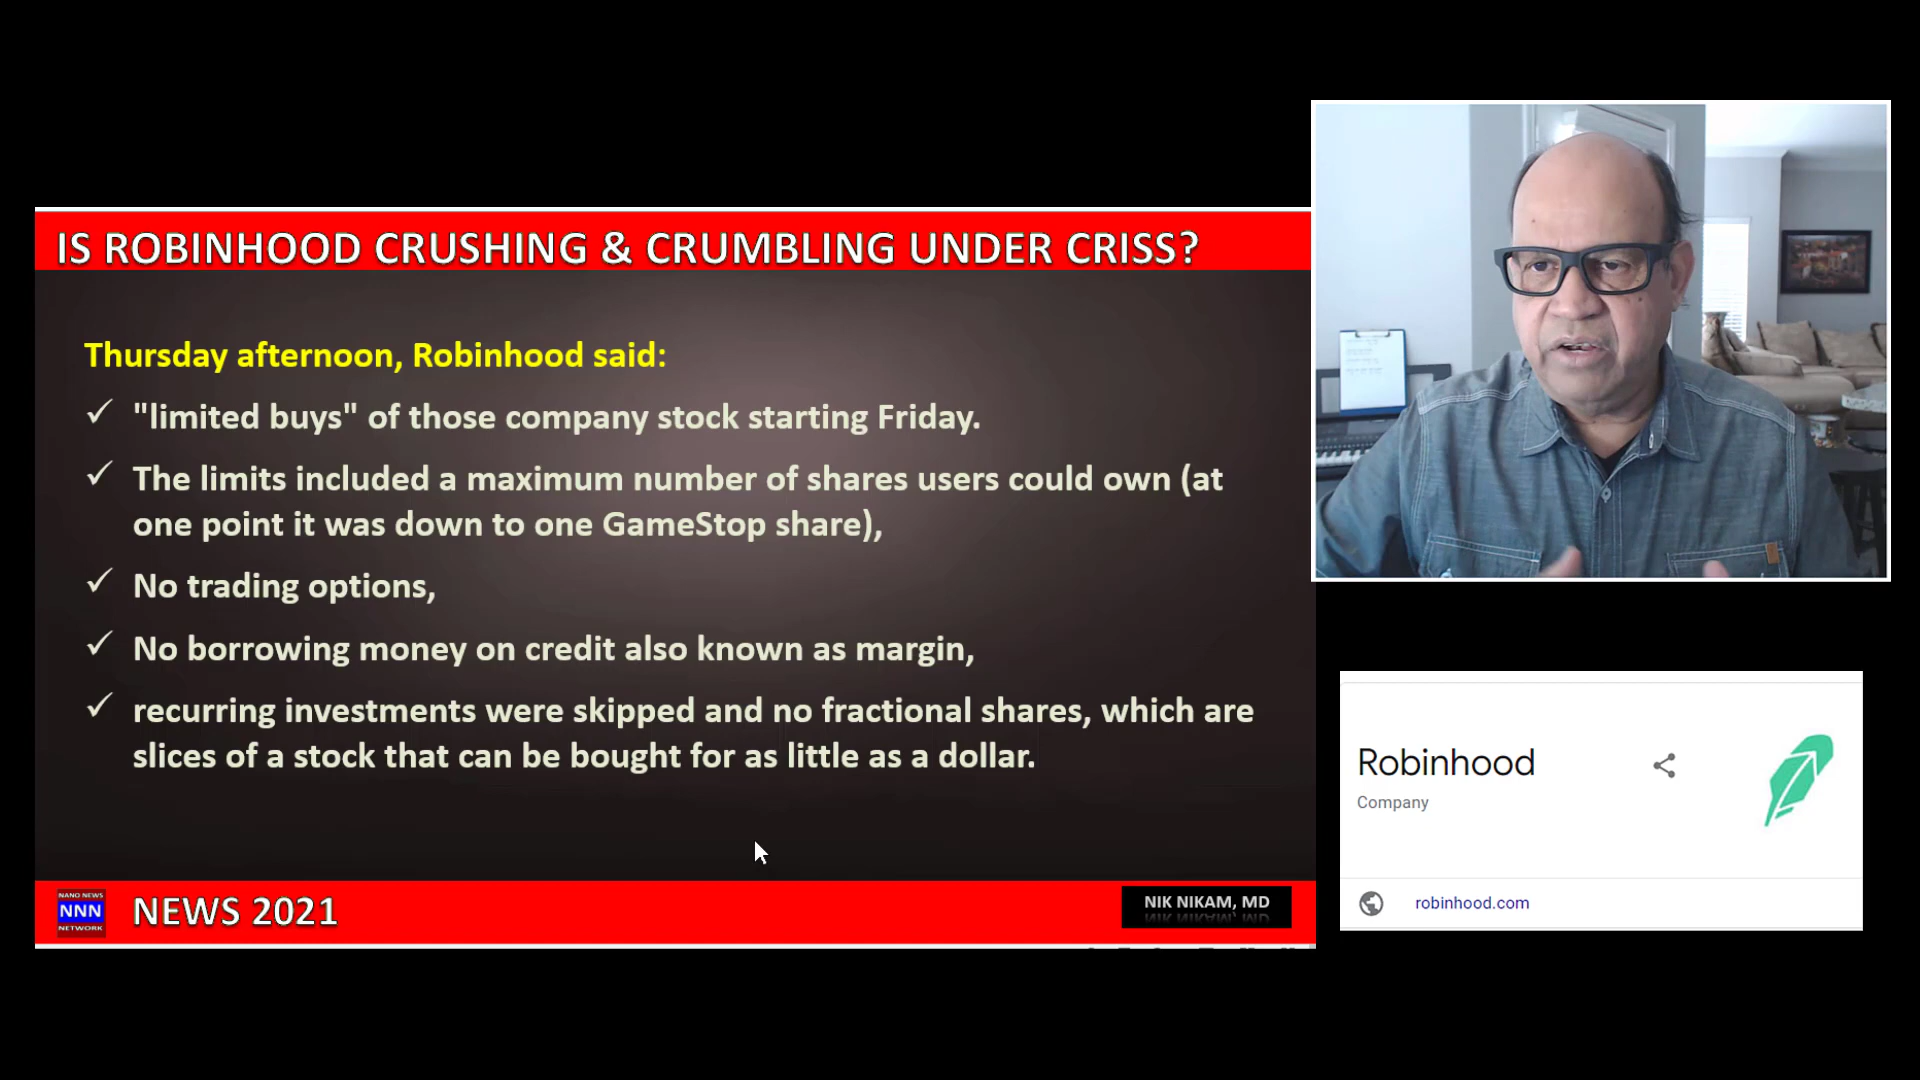 IS ROBINHOOD CRUSHING & CRUMBLING UNDER CRISS?
Thursday afternoon, Robinhood said:
✓ "limited buys" of those company stock starting Friday.
✓ The limits included a maximum number of shares users could own (at
one point it was down to one GameStop share),
✓ No trading options,
✓ No borrowing money on credit also known as margin,
✓ recurring investments were skipped and no fractional shares, which are
slices of a stock that can be bought for as little as a dollar.
NANO NEWS
NNN
NETWORK
NEWS 2021
NIK NIKAM, MD
Robinhood
Company
robinhood.com